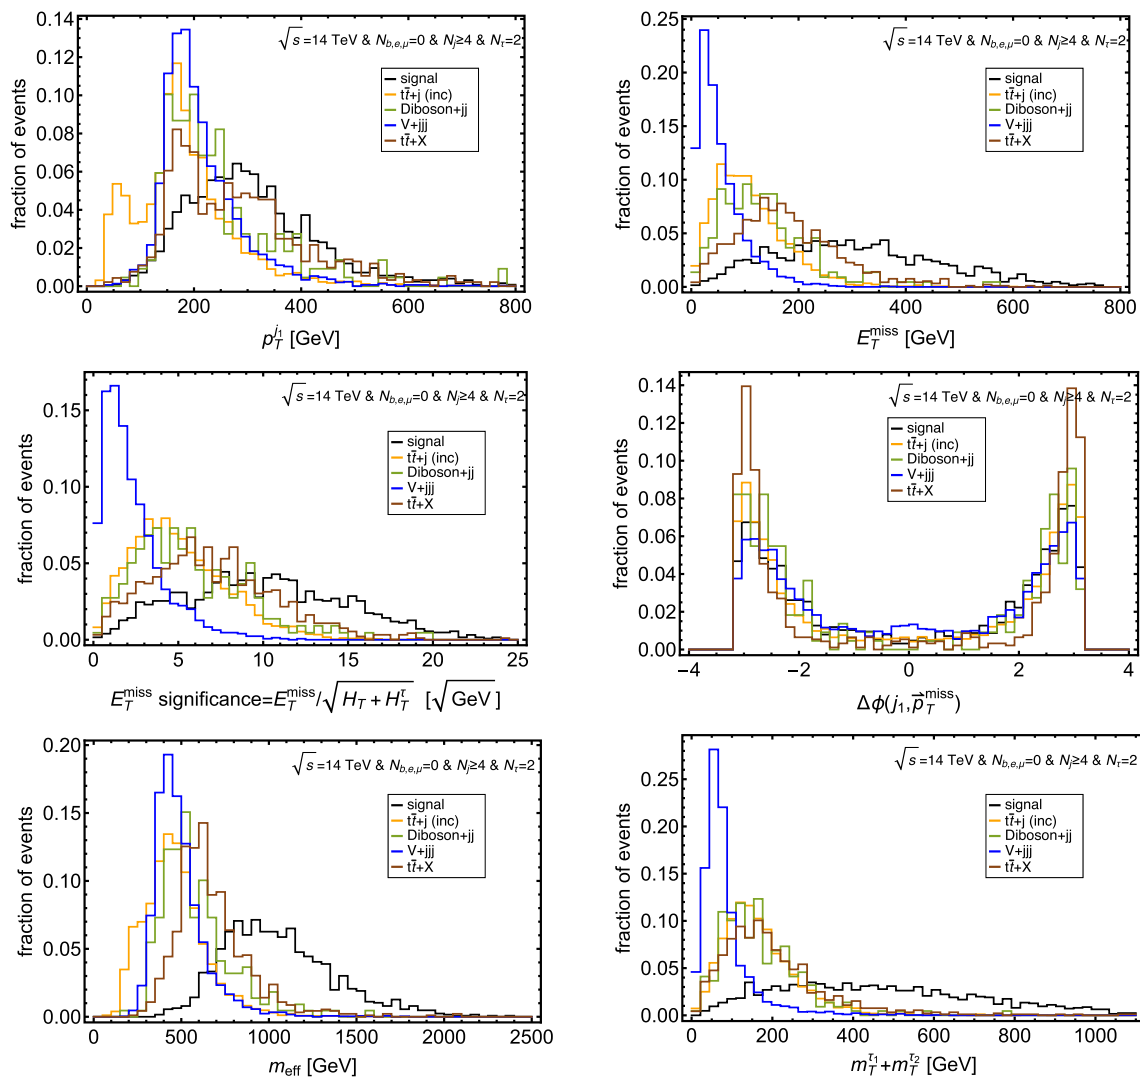 √s=14 TeV & N_{b,e,μ}=0 & N_j≥4 & N_τ=2
signal
tt̄+j (inc)
Diboson+jj
V+jjj
tt̄+X
fraction of events
0.14
0.12
0.10
0.08
0.06
0.04
0.02
0.00
0 200 400 600 800
p_T^{j_1} [GeV]
√s=14 TeV & N_{b,e,μ}=0 & N_j≥4 & N_τ=2
signal
tt̄+j (inc)
Diboson+jj
V+jjj
tt̄+X
fraction of events
0.25
0.20
0.15
0.10
0.05
0.00
0 200 400 600 800
E_T^{miss} [GeV]
√s=14 TeV & N_{b,e,μ}=0 & N_j≥4 & N_τ=2
signal
tt̄+j (inc)
Diboson+jj
V+jjj
tt̄+X
fraction of events
0.15
0.10
0.05
0.00
0 5 10 15 20 25
E_T^{miss} significance=E_T^{miss}/√(H_T+H_T^τ) [√GeV]
√s=14 TeV & N_{b,e,μ}=0 & N_j≥4 & N_τ=2
signal
tt̄+j (inc)
Diboson+jj
V+jjj
tt̄+X
fraction of events
0.14
0.12
0.10
0.08
0.06
0.04
0.02
0.00
-4 -2 0 2 4
Δϕ(j_1,p⃗_T^{miss})
√s=14 TeV & N_{b,e,μ}=0 & N_j≥4 & N_τ=2
signal
tt̄+j (inc)
Diboson+jj
V+jjj
tt̄+X
fraction of events
0.20
0.15
0.10
0.05
0.00
0 500 1000 1500 2000 2500
m_{eff} [GeV]
√s=14 TeV & N_{b,e,μ}=0 & N_j≥4 & N_τ=2
signal
tt̄+j (inc)
Diboson+jj
V+jjj
tt̄+X
fraction of events
0.25
0.20
0.15
0.10
0.05
0.00
0 200 400 600 800 1000
m_T^{τ_1}+m_T^{τ_2} [GeV]